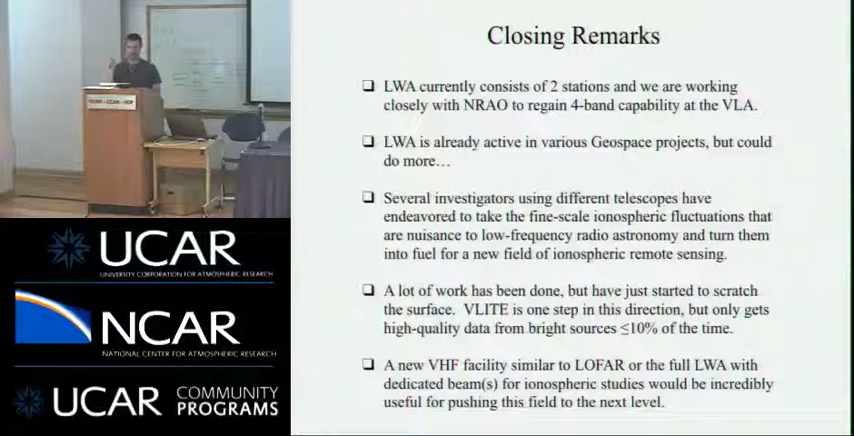 Closing Remarks
❑ LWA currently consists of 2 stations and we are working
closely with NRAO to regain 4-band capability at the VLA.
❑ LWA is already active in various Geospace projects, but could
do more…
❑ Several investigators using different telescopes have
endeavored to take the fine-scale ionospheric fluctuations that
are nuisance to low-frequency radio astronomy and turn them
into fuel for a new field of ionospheric remote sensing.
❑ A lot of work has been done, but have just started to scratch
the surface. VLITE is one step in this direction, but only gets
high-quality data from bright sources ≤10% of the time.
❑ A new VHF facility similar to LOFAR or the full LWA with
dedicated beam(s) for ionospheric studies would be incredibly
useful for pushing this field to the next level.
UCAR
UNIVERSITY CORPORATION FOR ATMOSPHERIC RESEARCH
NCAR
NATIONAL CENTER FOR ATMOSPHERIC RESEARCH
UCAR COMMUNITY
PROGRAMS